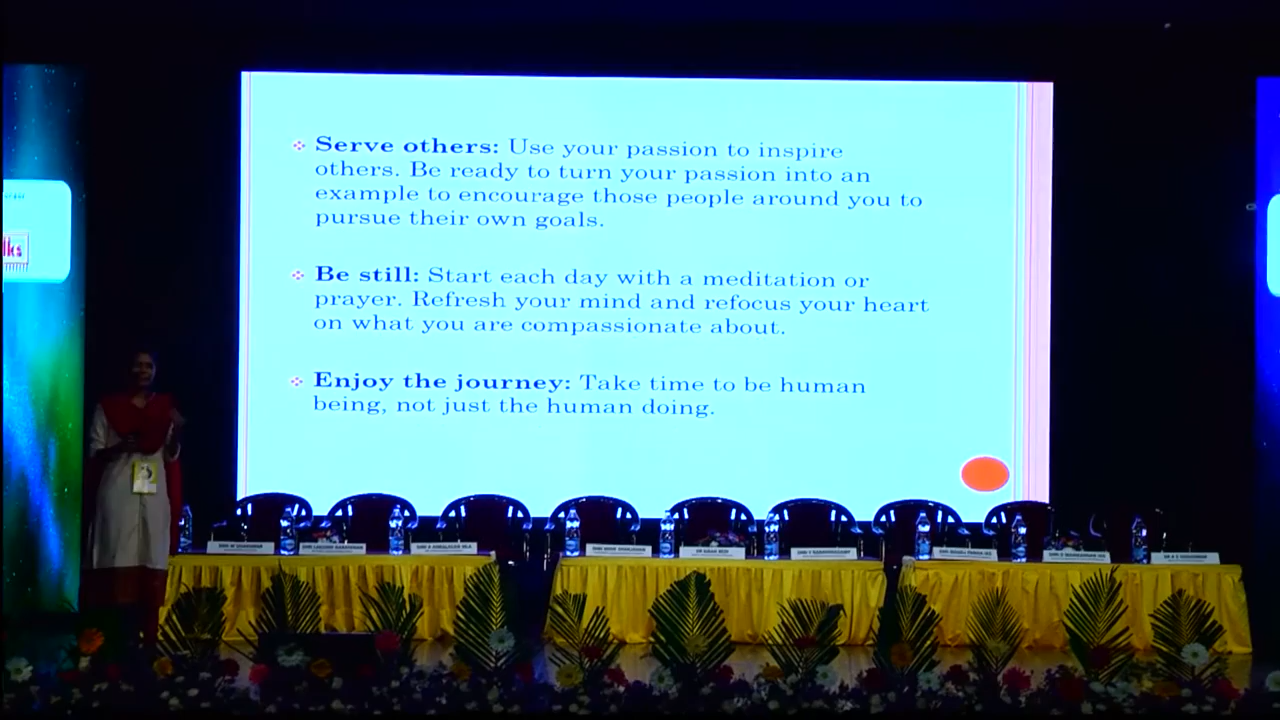 Serve others: Use your passion to inspire
others. Be ready to turn your passion into an
example to encourage those people around you to
pursue their own goals.
Be still: Start each day with a meditation or
prayer. Refresh your mind and refocus your heart
on what you are compassionate about.
Enjoy the journey: Take time to be human
being, not just the human doing.